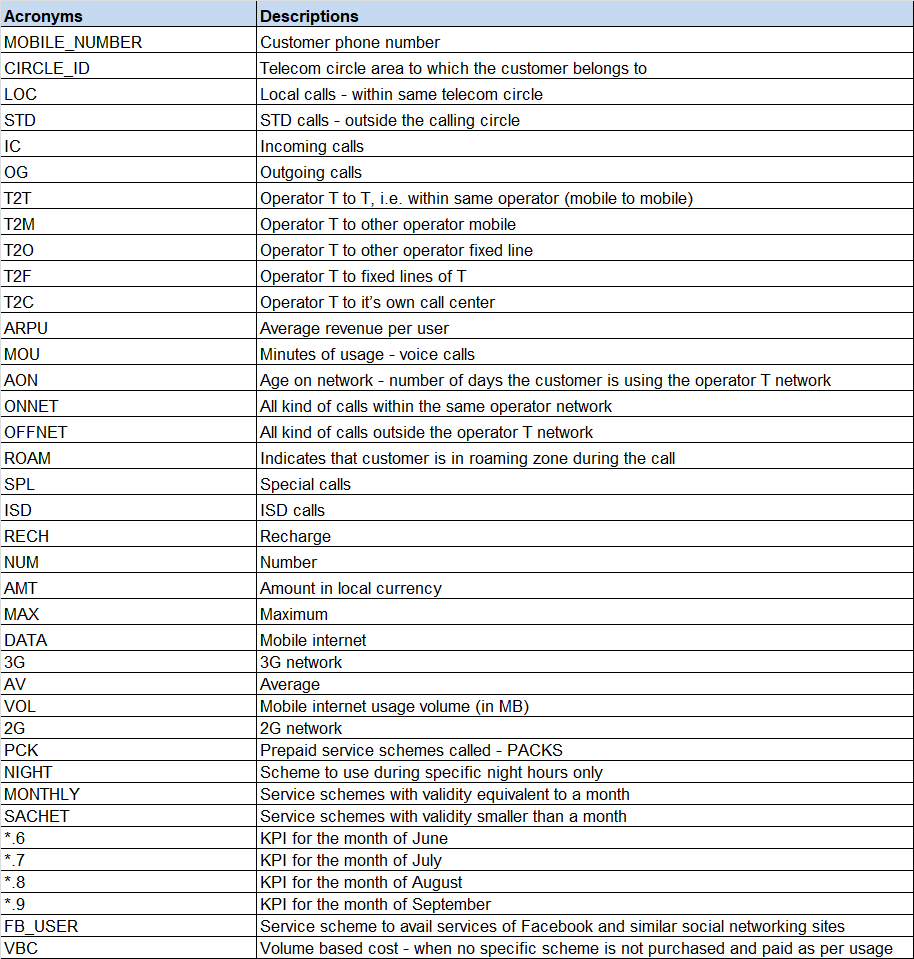 Acronyms Descriptions
MOBILE_NUMBER Customer phone number
CIRCLE_ID Telecom circle area to which the customer belongs to
LOC Local calls - within same telecom circle
STD STD calls - outside the calling circle
IC Incoming calls
OG Outgoing calls
T2T Operator T to T, i.e. within same operator (mobile to mobile)
T2M Operator T to other operator mobile
T2O Operator T to other operator fixed line
T2F Operator T to fixed lines of T
T2C Operator T to it’s own call center
ARPU Average revenue per user
MOU Minutes of usage - voice calls
AON Age on network - number of days the customer is using the operator T network
ONNET All kind of calls within the same operator network
OFFNET All kind of calls outside the operator T network
ROAM Indicates that customer is in roaming zone during the call
SPL Special calls
ISD ISD calls
RECH Recharge
NUM Number
AMT Amount in local currency
MAX Maximum
DATA Mobile internet
3G 3G network
AV Average
VOL Mobile internet usage volume (in MB)
2G 2G network
PCK Prepaid service schemes called - PACKS
NIGHT Scheme to use during specific night hours only
MONTHLY Service schemes with validity equivalent to a month
SACHET Service schemes with validity smaller than a month
*.6 KPI for the month of June
*.7 KPI for the month of July
*.8 KPI for the month of August
*.9 KPI for the month of September
FB_USER Service scheme to avail services of Facebook and similar social networking sites
VBC Volume based cost - when no specific scheme is not purchased and paid as per usage